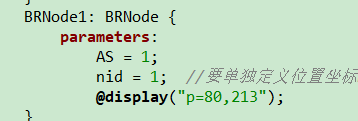 }
BRNode1: BRNode {
parameters:
AS = 1;
nid = 1; //要单独定义位置坐标
@display("p=80,213");
}